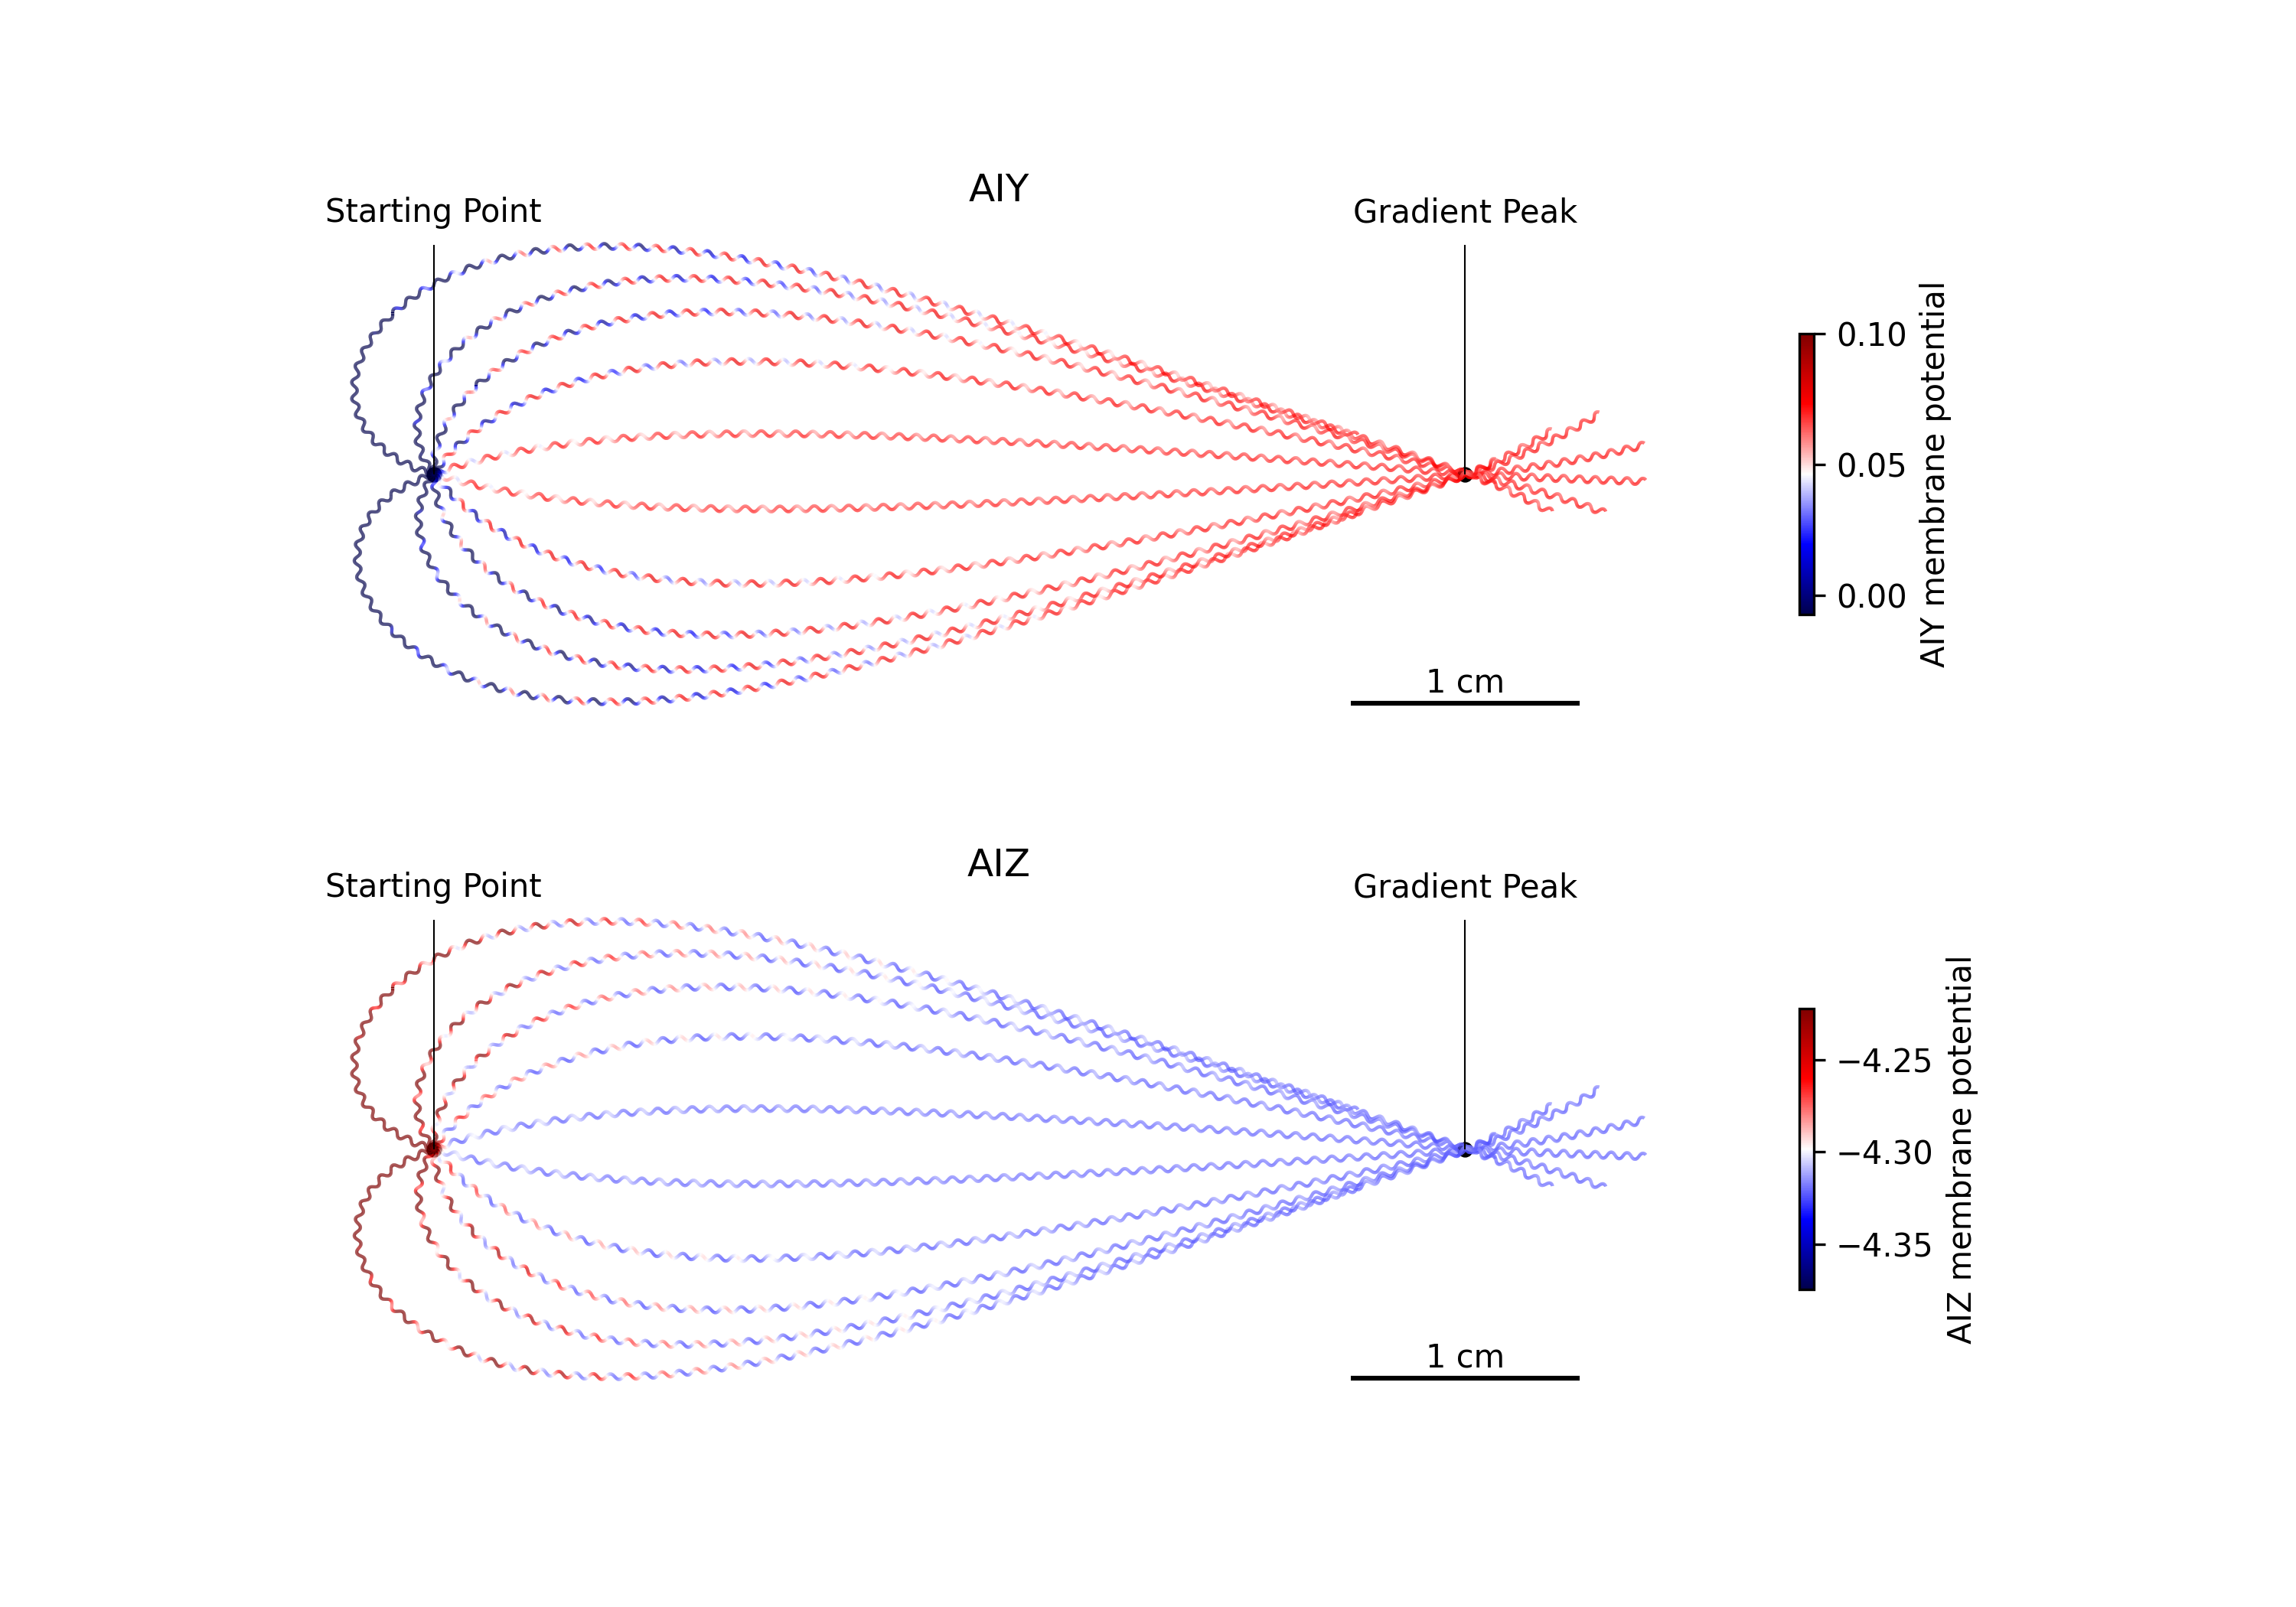 AIY
Starting Point
Gradient Peak
0.10
0.05
0.00
AIY membrane potential
1 cm
AIZ
Starting Point
Gradient Peak
−4.25
−4.30
−4.35
AIZ membrane potential
1 cm